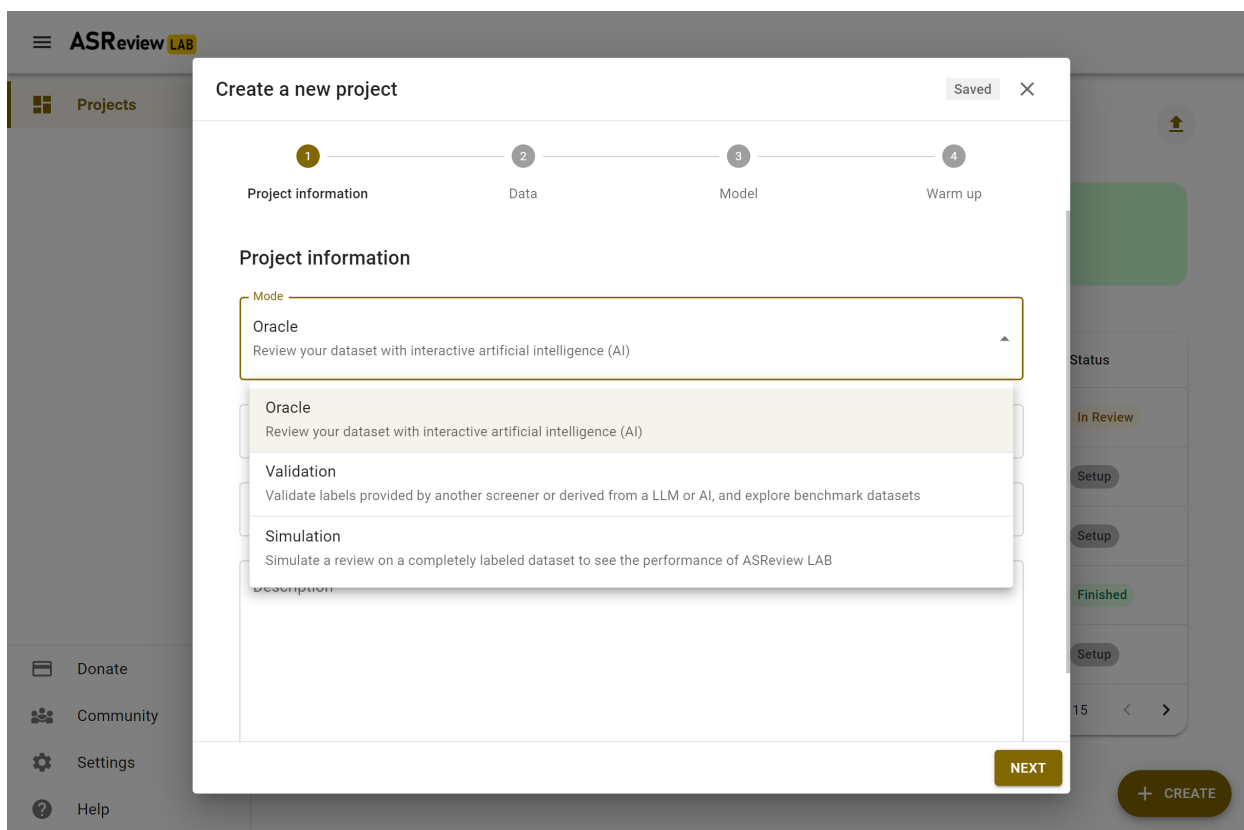 ASReview LAB
Projects
Create a new project
Saved
1
2
3
4
Project information
Data
Model
Warm up
Project information
Mode
Oracle
Review your dataset with interactive artificial intelligence (AI)
Oracle
Review your dataset with interactive artificial intelligence (AI)
Validation
Validate labels provided by another screener or derived from a LLM or AI, and explore benchmark datasets
Simulation
Simulate a review on a completely labeled dataset to see the performance of ASReview LAB
Description
Status
In Review
Setup
Setup
Finished
Setup
15
Donate
Community
Settings
Help
NEXT
+ CREATE